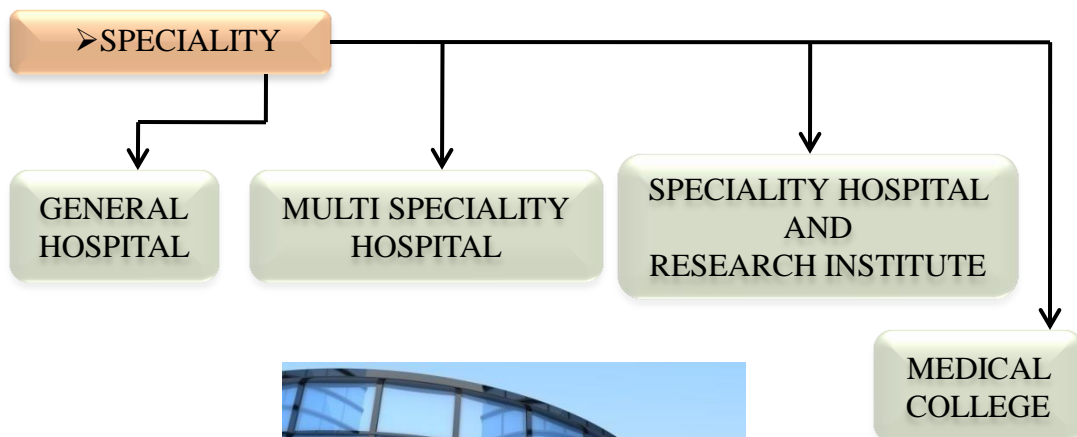 ➢SPECIALITY
GENERAL
HOSPITAL
MULTI SPECIALITY
HOSPITAL
SPECIALITY HOSPITAL
AND
RESEARCH INSTITUTE
MEDICAL
COLLEGE